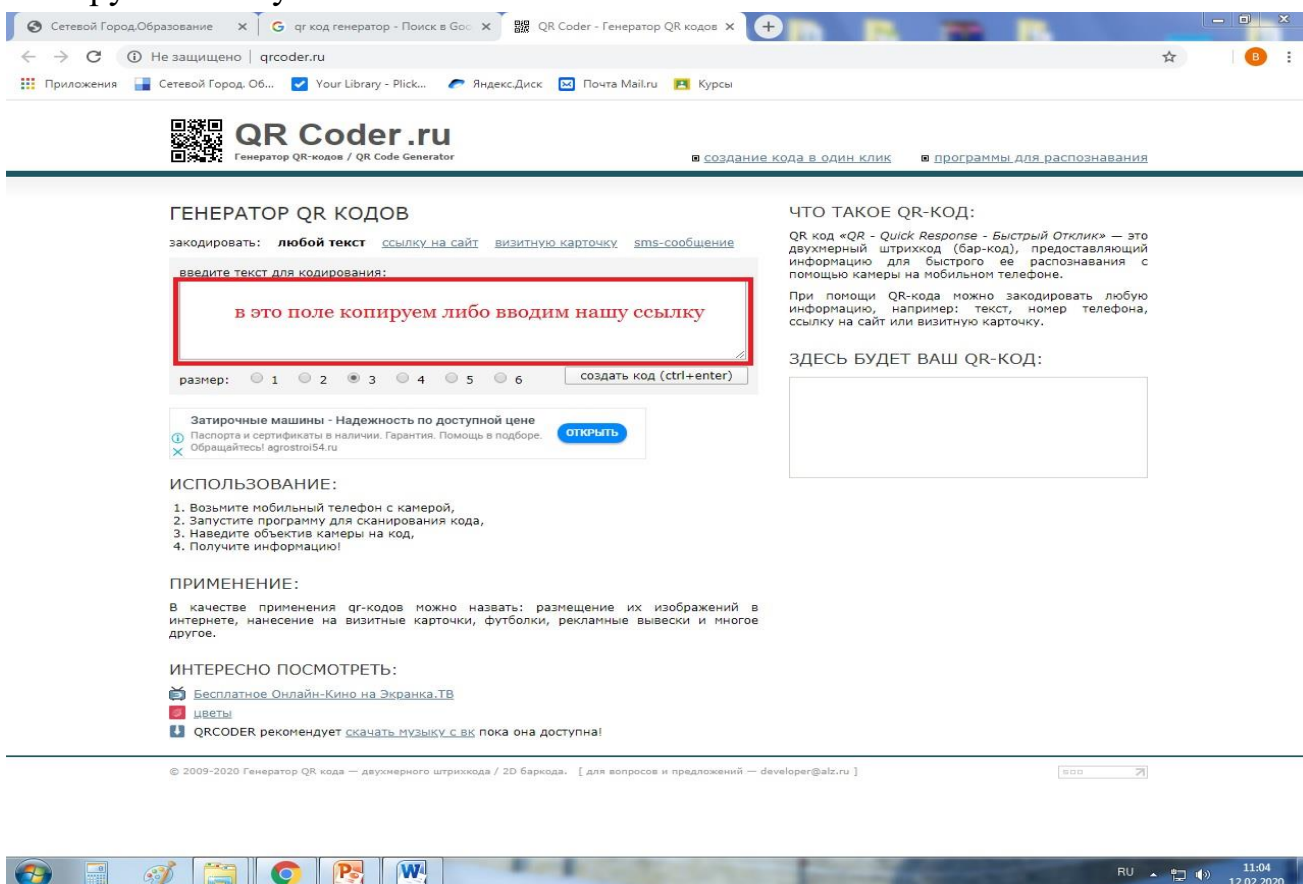 Сетевой Город.Образование
qr код генератор - Поиск в Goo
QR Coder - Генератор QR кодов
Не защищено | qrcoder.ru
В
Приложения
Сетевой Город. Об...
Your Library - Plick...
Яндекс.Диск
Почта Mail.ru
Курсы
QR Coder.ru
Генератор QR-кодов / QR Code Generator
создание кода в один клик
программы для распознавания
ГЕНЕРАТОР QR КОДОВ
закодировать: любой текст ссылку на сайт визитную карточку sms-сообщение
введите текст для кодирования:
в это поле копируем либо вводим нашу ссылку
размер: 1 2 3 4 5 6
создать код (ctrl+enter)
Затирочные машины - Надежность по доступной цене
Паспорта и сертификаты в наличии. Гарантия. Помощь в подборе.
Обращайтесь! agrostroi54.ru
ОТКРЫТЬ
ИСПОЛЬЗОВАНИЕ:
1. Возьмите мобильный телефон с камерой,
2. Запустите программу для сканирования кода,
3. Наведите объектив камеры на код,
4. Получите информацию!
ПРИМЕНЕНИЕ:
В качестве применения qr-кодов можно назвать: размещение их изображений в
интернете, нанесение на визитные карточки, футболки, рекламные вывески и многое
другое.
ИНТЕРЕСНО ПОСМОТРЕТЬ:
Бесплатное Онлайн-Кино на Экранка.ТВ
цветы
QRCODER рекомендует скачать музыку с вк пока она доступна!
ЧТО ТАКОЕ QR-КОД:
QR код «QR - Quick Response - Быстрый Отклик» — это
двухмерный штрихкод (бар-код), предоставляющий
информацию для быстрого ее распознавания с
помощью камеры на мобильном телефоне.
При помощи QR-кода можно закодировать любую
информацию, например: текст, номер телефона,
ссылку на сайт или визитную карточку.
ЗДЕСЬ БУДЕТ ВАШ QR-КОД:
© 2009-2020 Генератор QR кода — двухмерного штрихкода / 2D баркода. [ для вопросов и предложений — developer@alz.ru ]
RU
11:04
12.02.2020